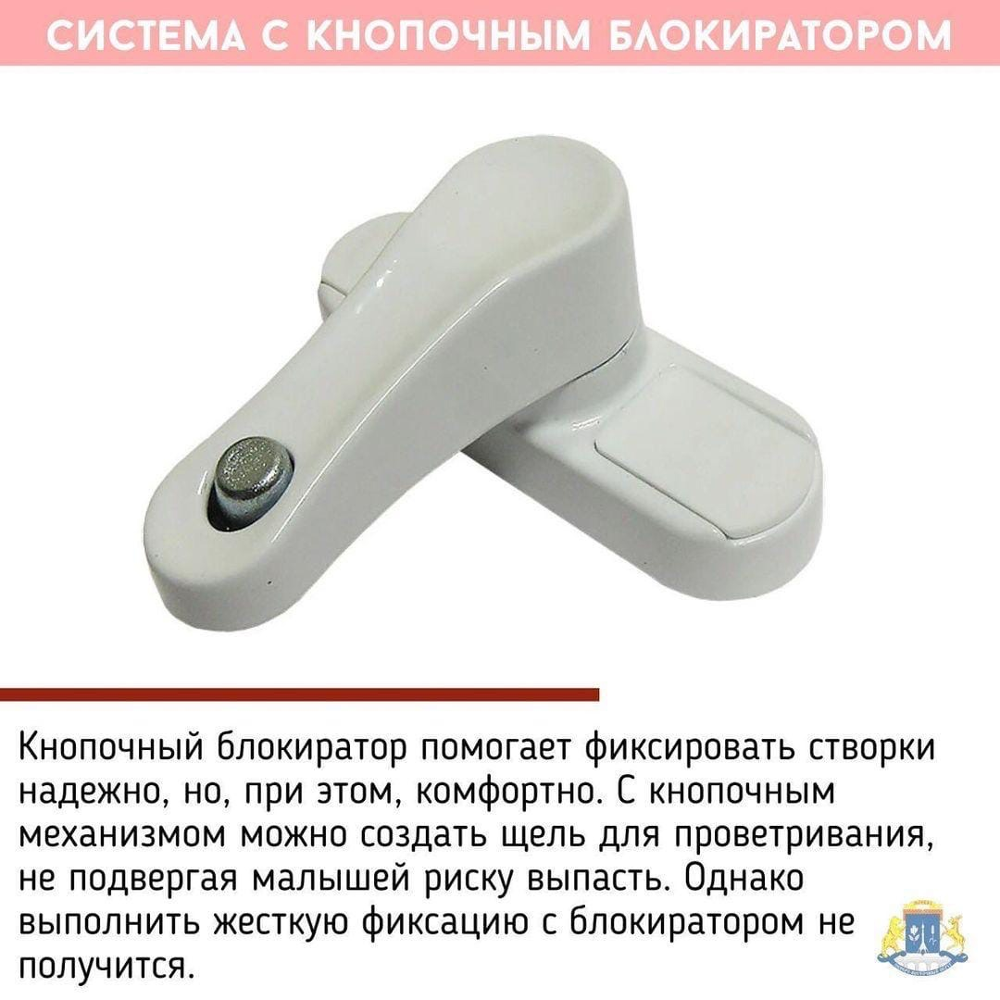 СИСТЕМА С КНОПОЧНЫМ БЛОКИРАТОРОМ
Кнопочный блокиратор помогает фиксировать створки
надежно, но, при этом, комфортно. С кнопочным
механизмом можно создать щель для проветривания,
не подвергая малышей риску выпасть. Однако
выполнить жесткую фиксацию с блокиратором не
получится.